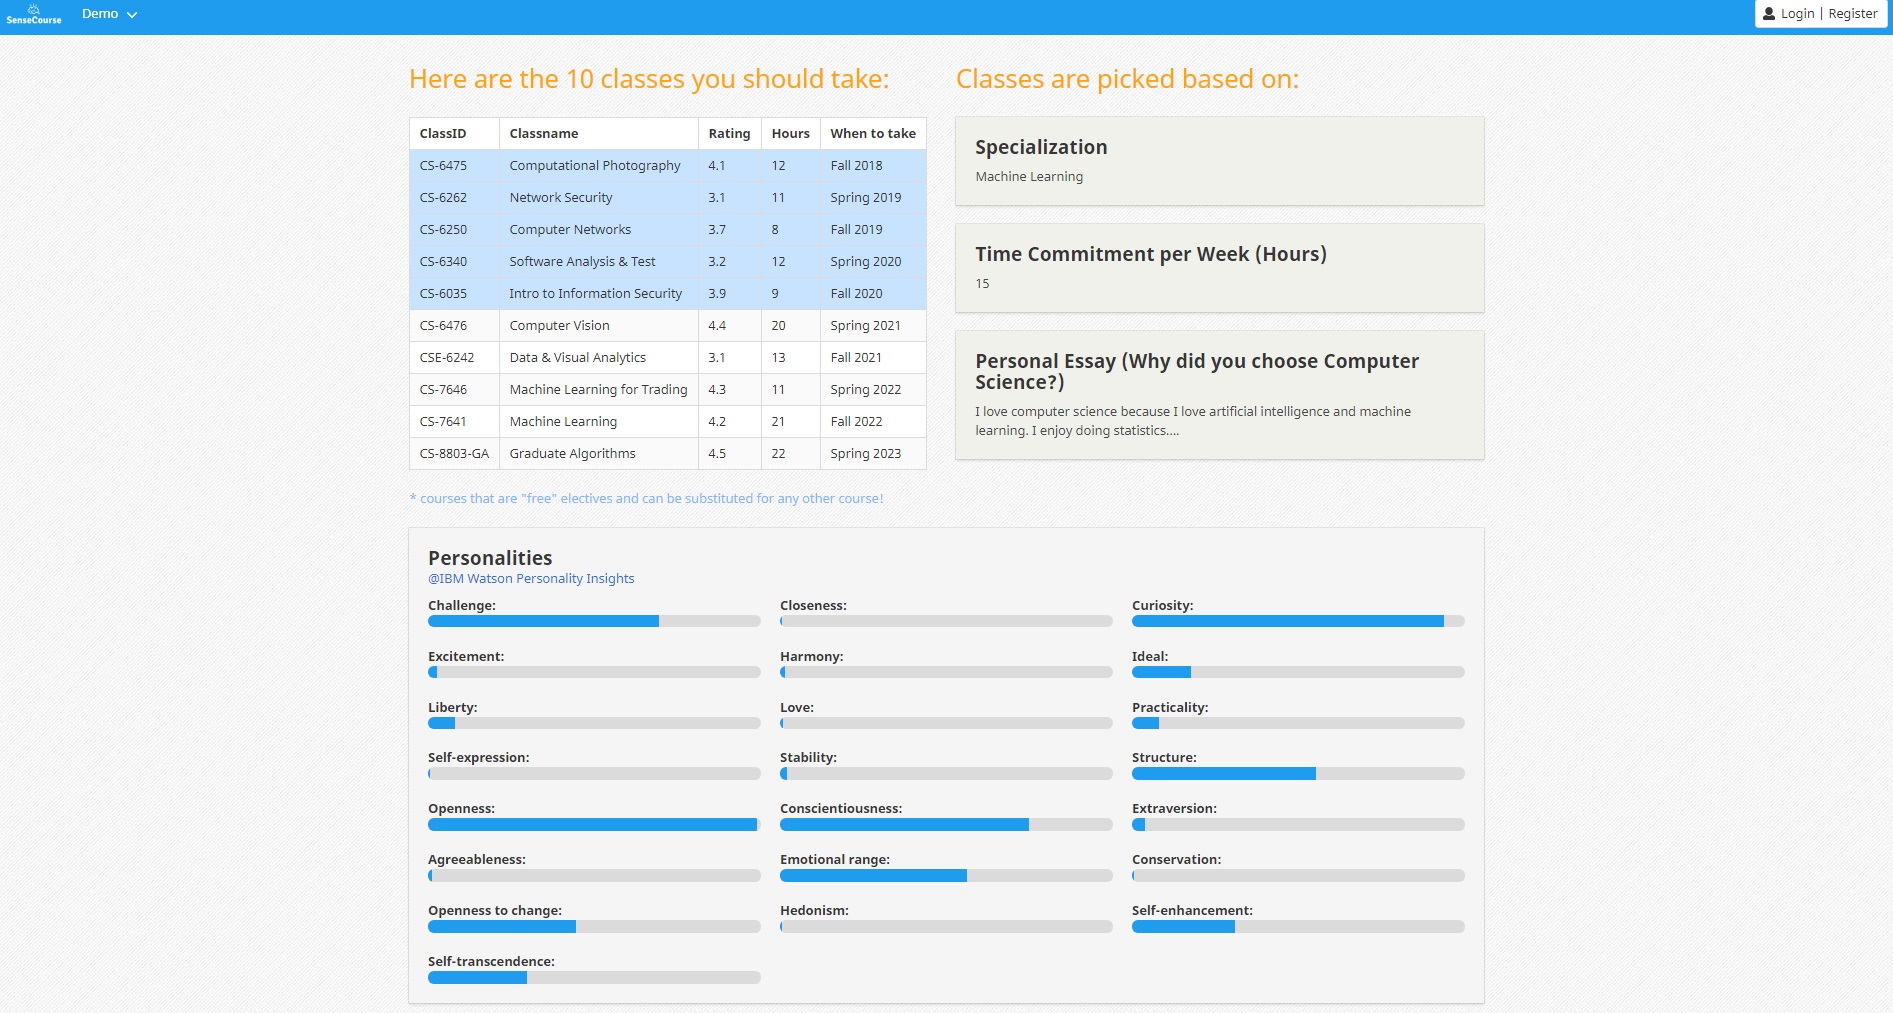 SenseCourse Demo Login | Register
Here are the 10 classes you should take:
ClassID Classname Rating Hours When to take
CS-6475 Computational Photography 4.1 12 Fall 2018
CS-6262 Network Security 3.1 11 Spring 2019
CS-6250 Computer Networks 3.7 8 Fall 2019
CS-6340 Software Analysis & Test 3.2 12 Spring 2020
CS-6035 Intro to Information Security 3.9 9 Fall 2020
CS-6476 Computer Vision 4.4 20 Spring 2021
CSE-6242 Data & Visual Analytics 3.1 13 Fall 2021
CS-7646 Machine Learning for Trading 4.3 11 Spring 2022
CS-7641 Machine Learning 4.2 21 Fall 2022
CS-8803-GA Graduate Algorithms 4.5 22 Spring 2023
* courses that are "free" electives and can be substituted for any other course!
Classes are picked based on:
Specialization
Machine Learning
Time Commitment per Week (Hours)
15
Personal Essay (Why did you choose Computer
Science?)
I love computer science because I love artificial intelligence and machine
learning. I enjoy doing statistics....
Personalities
@IBM Watson Personality Insights
Challenge: Closeness: Curiosity:
Excitement: Harmony: Ideal:
Liberty: Love: Practicality:
Self-expression: Stability: Structure:
Openness: Conscientiousness: Extraversion:
Agreeableness: Emotional range: Conservation:
Openness to change: Hedonism: Self-enhancement:
Self-transcendence: